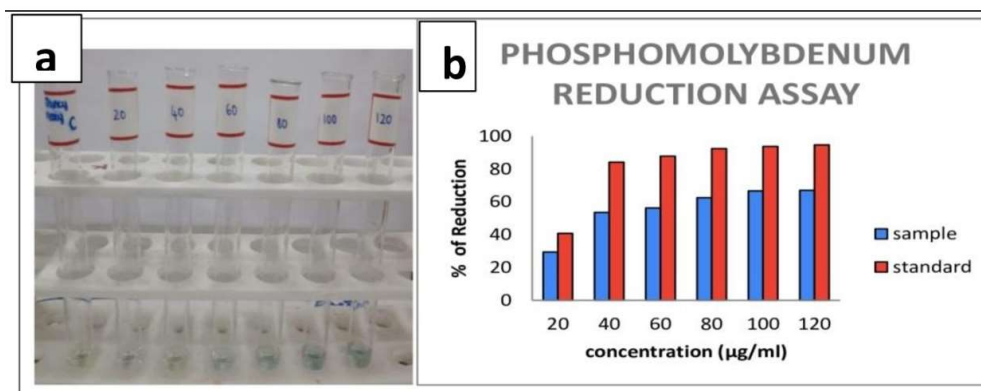 a
C
20
40
60
80
100
120
b
PHOSPHOMOLYBDENUM
REDUCTION ASSAY
100
80
60
40
20
0
% of Reduction
20 40 60 80 100 120
concentration (µg/ml)
sample
standard